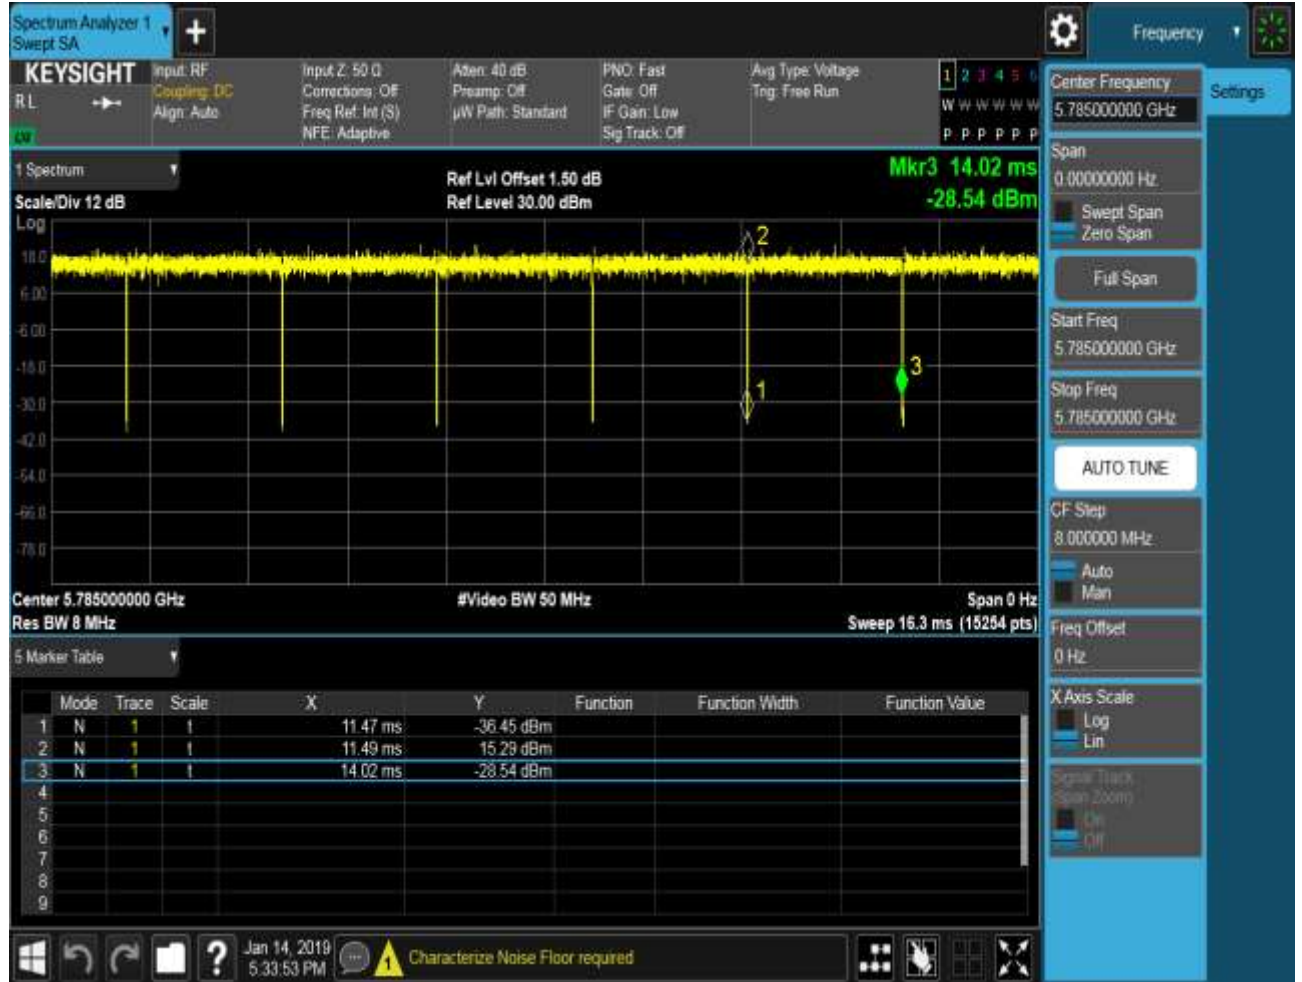 Spectrum Analyzer 1
Swept SA
+
Frequency
KEYSIGHT
RL
Input: RF
Coupling: DC
Align: Auto
Input Z: 50 Ω
Corrections: Off
Freq Ref: Int (S)
NFE: Adaptive
Atten: 40 dB
Preamp: Off
µW Path: Standard
PNO: Fast
Gate: Off
IF Gain: Low
Sig Track: Off
Avg Type: Voltage
Trig: Free Run
1 2 3 4 5 6
W W W W W W
P P P P P P
1 Spectrum
Scale/Div 12 dB
Ref Lvl Offset 1.50 dB
Ref Level 30.00 dBm
Mkr3 14.02 ms
-28.54 dBm
Log
18.0
6.00
-6.00
-18.0
-30.0
-42.0
-54.0
-66.0
-78.0
2
3
1
Center 5.785000000 GHz
#Video BW 50 MHz
Span 0 Hz
Res BW 8 MHz
Sweep 16.3 ms (15254 pts)
5 Marker Table
Mode Trace Scale X Y Function Function Width Function Value
1 N 1 t 11.47 ms -36.45 dBm
2 N 1 t 11.49 ms 15.29 dBm
3 N 1 t 14.02 ms -28.54 dBm
4
5
6
7
8
9
Center Frequency
5.785000000 GHz
Settings
Span
0.00000000 Hz
Swept Span
Zero Span
Full Span
Start Freq
5.785000000 GHz
Stop Freq
5.785000000 GHz
AUTO TUNE
CF Step
8.000000 MHz
Auto
Man
Freq Offset
0 Hz
X Axis Scale
Log
Lin
Signal Track
(Span Zoom)
On
Off
?
Jan 14, 2019
5:33:53 PM
1
Characterize Noise Floor required